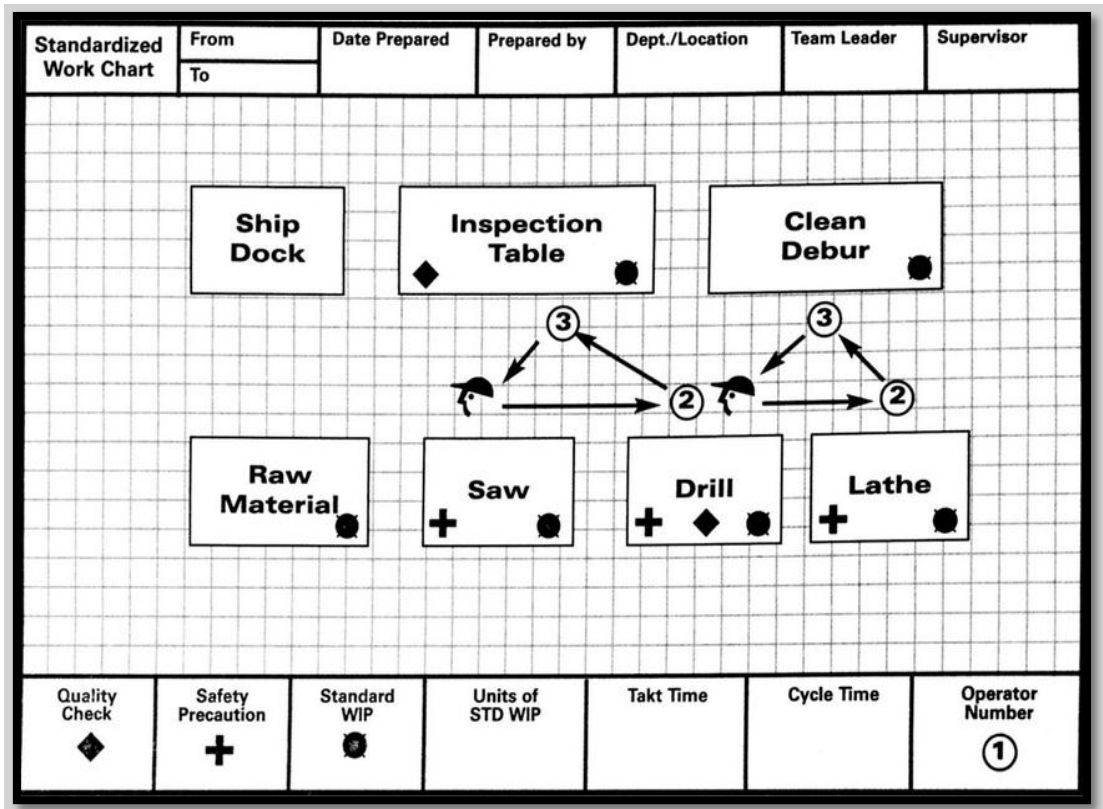 Standardized
Work Chart
From
To
Date Prepared
Prepared by
Dept./Location
Team Leader
Supervisor
Ship
Dock
Inspection
Table
Clean
Debur
3
3
2
2
Raw
Material
Saw
Drill
Lathe
Quality
Check
Safety
Precaution
Standard
WIP
Units of
STD WIP
Takt Time
Cycle Time
Operator
Number
1